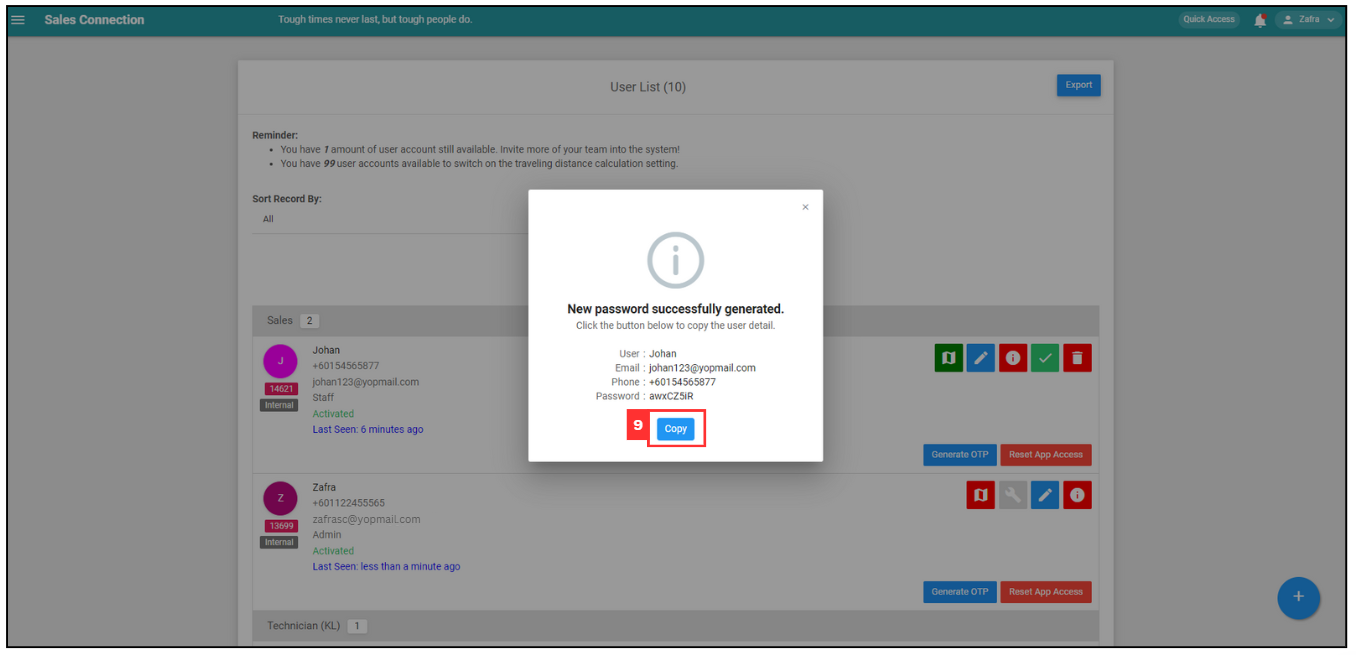 Sales Connection
Tough times never last, but tough people do.
Quick Access
Zafra
User List (10)
Export
Reminder:
You have 1 amount of user account still available. Invite more of your team into the system!
You have 99 user accounts available to switch on the traveling distance calculation setting.
Sort Record By:
All
×
New password successfully generated.
Click the button below to copy the user detail.
User : Johan
Email : johan123@yopmail.com
Phone : +60154565877
Password : awxCZ5iR
9
Copy
Sales 2
J
14621
Internal
Johan
+60154565877
johan123@yopmail.com
Staff
Activated
Last Seen: 6 minutes ago
Generate OTP
Reset App Access
Z
13699
Internal
Zafra
+601122455565
zafrasc@yopmail.com
Admin
Activated
Last Seen: less than a minute ago
Generate OTP
Reset App Access
+
Technician (KL) 1